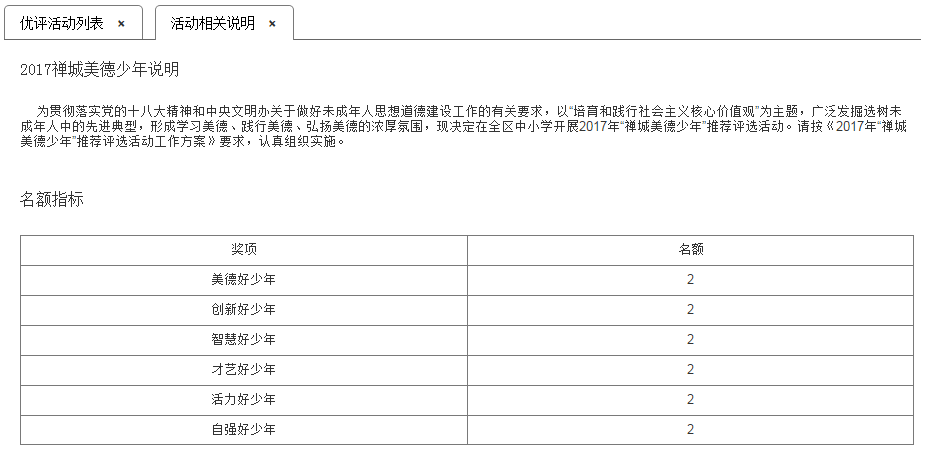 优评活动列表 × 活动相关说明 ×
2017禅城美德少年说明
为贯彻落实党的十八大精神和中央文明办关于做好未成年人思想道德建设工作的有关要求，以“培育和践行社会主义核心价值观”为主题，广泛发掘选树未
成年人中的先进典型，形成学习美德、践行美德、弘扬美德的浓厚氛围，现决定在全区中小学开展2017年“禅城美德少年”推荐评选活动。请按《2017年“禅城
美德少年”推荐评选活动工作方案》要求，认真组织实施。
名额指标
奖项 名额
美德好少年 2
创新好少年 2
智慧好少年 2
才艺好少年 2
活力好少年 2
自强好少年 2